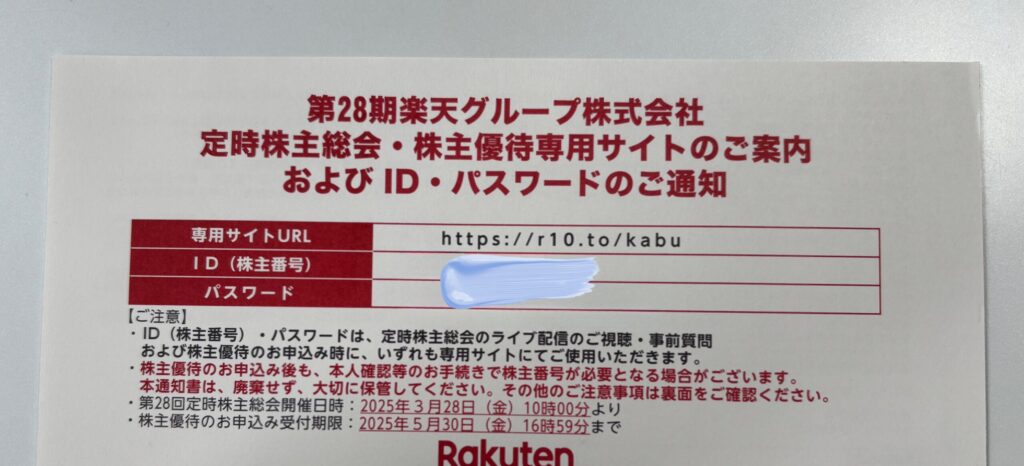 第28期楽天グループ株式会社
定時株主総会・株主優待専用サイトのご案内
および ID・パスワードのご通知
専用サイトURL https://r10.to/kabu
ID（株主番号）
パスワード
【ご注意】
・ID（株主番号）・パスワードは、定時株主総会のライブ配信のご視聴・事前質問
および株主優待のお申込み時に、いずれも専用サイトにてご使用いただきます。
・株主優待のお申込み後も、本人確認等のお手続きで株主番号が必要となる場合がございます。
本通知書は、廃棄せず、大切に保管してください。その他のご注意事項は裏面をご確認ください。
・第28回定時株主総会開催日時：2025年3月28日（金）10時00分より
・株主優待のお申込み受付期限：2025年5月30日（金）16時59分まで
Rakuten